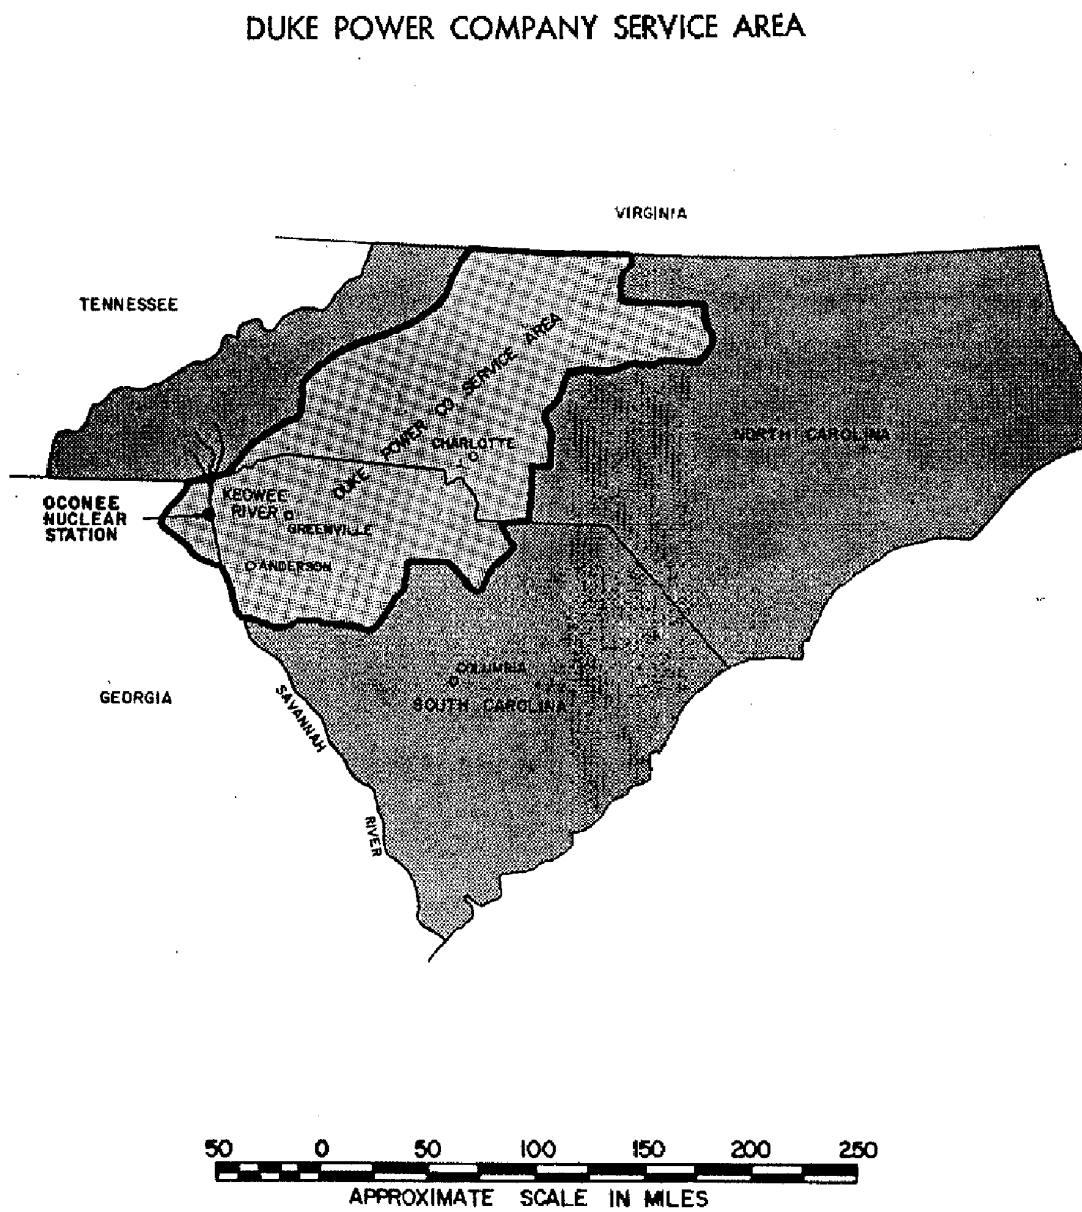 DUKE POWER COMPANY SERVICE AREA
VIRGINIA
TENNESSEE
DUKE POWER CO SERVICE AREA
CHARLOTTE
NORTH CAROLINA
OCONEE
NUCLEAR
STATION
KEOWEE
RIVER
GREENVILLE
ANDERSON
COLUMBIA
SOUTH CAROLINA
GEORGIA
SAVANNAH
RIVER
50 0 50 100 150 200 250
APPROXIMATE SCALE IN MILES